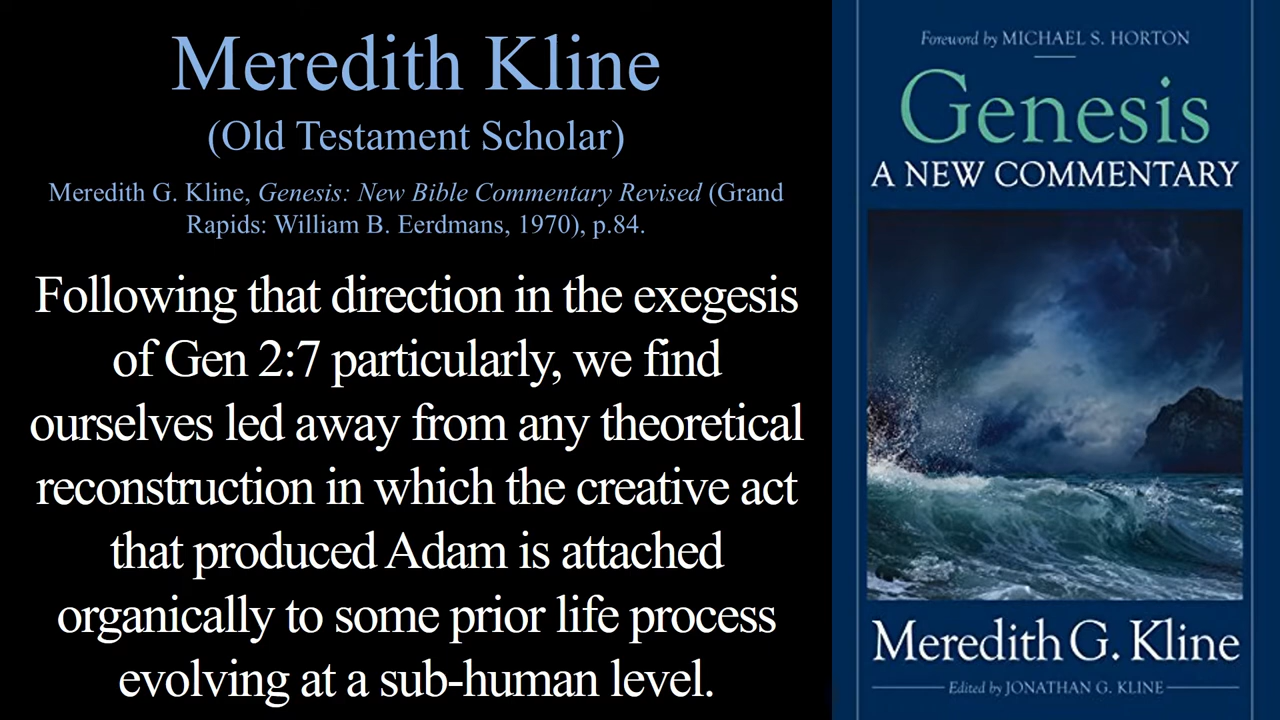 Meredith Kline
(Old Testament Scholar)
Meredith G. Kline, Genesis: New Bible Commentary Revised (Grand
Rapids: William B. Eerdmans, 1970), p.84.
Following that direction in the exegesis
of Gen 2:7 particularly, we find
ourselves led away from any theoretical
reconstruction in which the creative act
that produced Adam is attached
organically to some prior life process
evolving at a sub-human level.
Foreword by MICHAEL S. HORTON
Genesis
A NEW COMMENTARY
Meredith G. Kline
Edited by JONATHAN G. KLINE